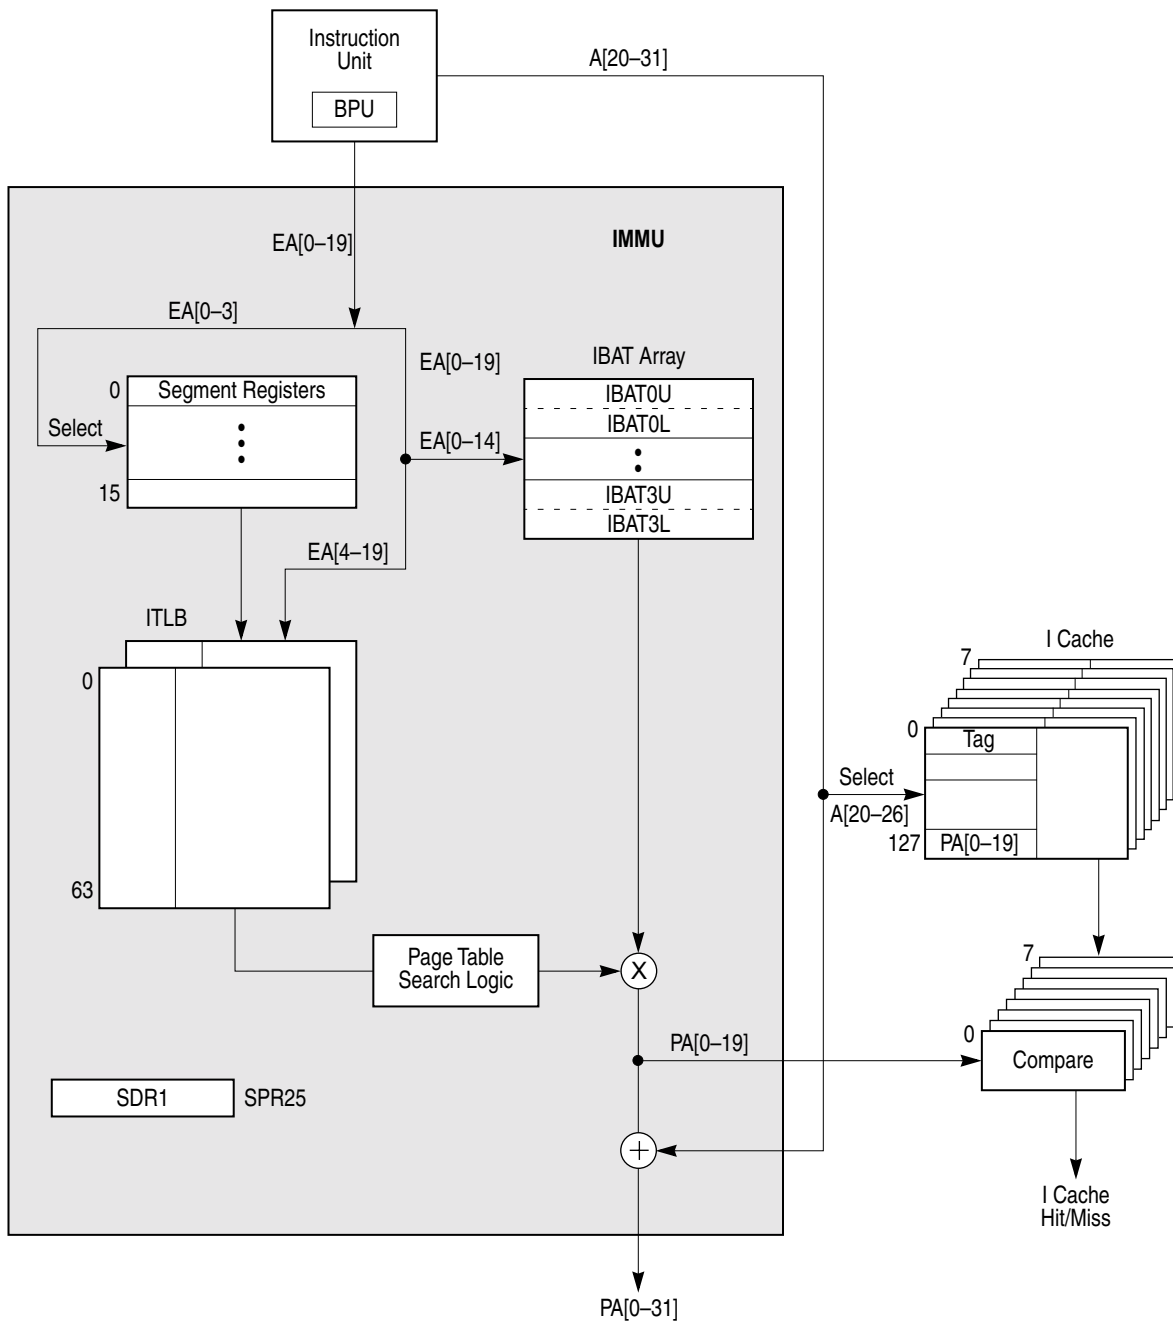 Instruction
Unit
BPU
A[20–31]
EA[0–19]
IMMU
EA[0–3]
EA[0–19]
IBAT Array
0
Segment Registers
IBAT0U
IBAT0L
Select
EA[0–14]
15
IBAT3U
IBAT3L
EA[4–19]
ITLB
0
63
I Cache
7
0
Tag
Select
A[20–26]
127
PA[0–19]
Page Table
Search Logic
X
7
0
PA[0–19]
Compare
SDR1
SPR25
+
I Cache
Hit/Miss
PA[0–31]